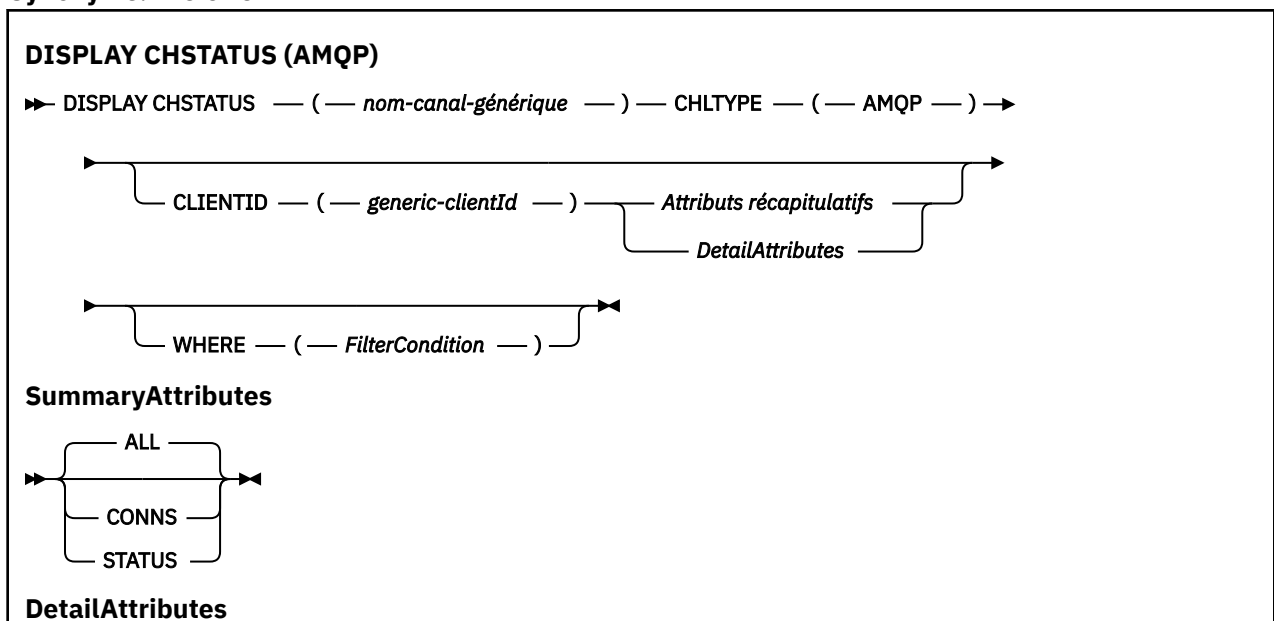 DISPLAY CHSTATUS (AMQP)
DISPLAY CHSTATUS ( nom-canal-générique ) CHLTYPE ( AMQP )
CLIENTID ( generic-clientId ) Attributs récapitulatifs
DetailAttributes
WHERE ( FilterCondition )
SummaryAttributes
ALL
CONNS
STATUS
DetailAttributes